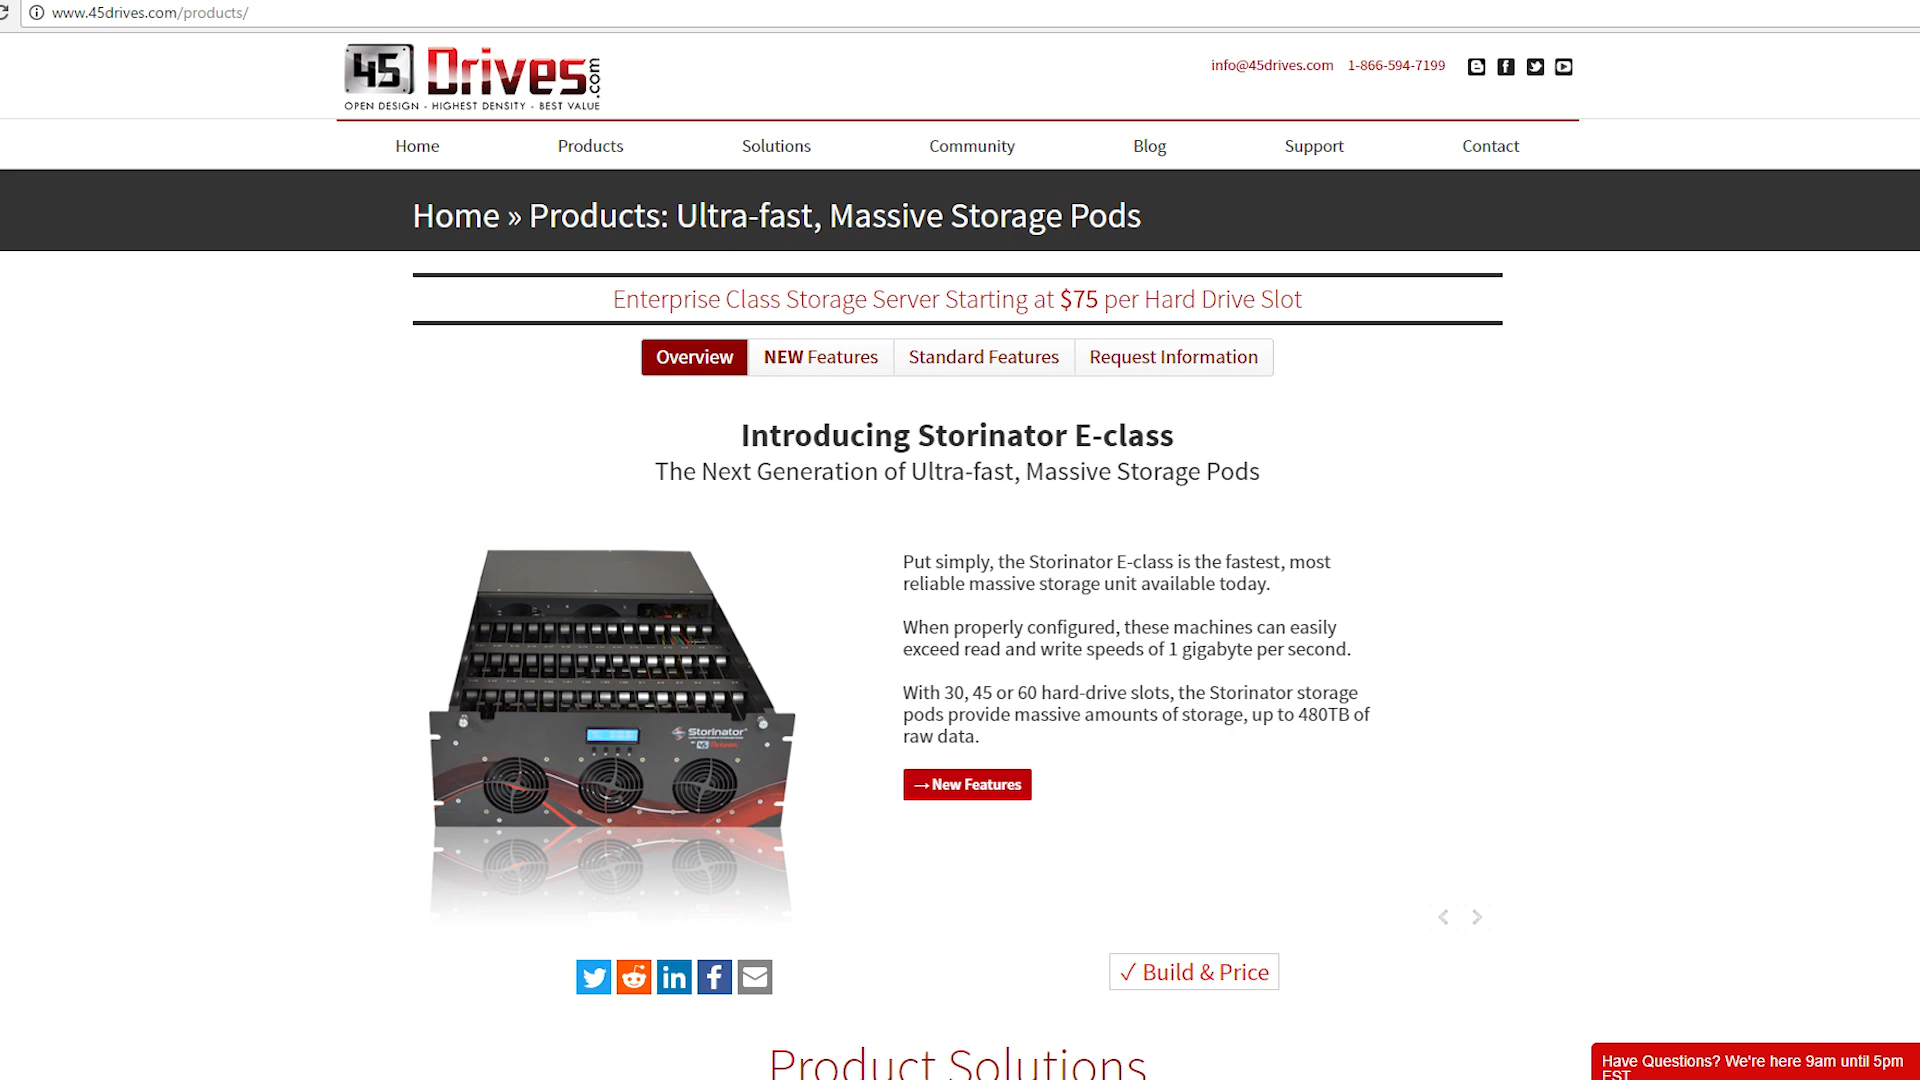 www.45drives.com/products/
45 Drives.com
OPEN DESIGN - HIGHEST DENSITY - BEST VALUE
info@45drives.com 1-866-594-7199
Home Products Solutions Community Blog Support Contact
Home » Products: Ultra-fast, Massive Storage Pods
Enterprise Class Storage Server Starting at $75 per Hard Drive Slot
Overview NEW Features Standard Features Request Information
Introducing Storinator E-class
The Next Generation of Ultra-fast, Massive Storage Pods
Put simply, the Storinator E-class is the fastest, most
reliable massive storage unit available today.
When properly configured, these machines can easily
exceed read and write speeds of 1 gigabyte per second.
With 30, 45 or 60 hard-drive slots, the Storinator storage
pods provide massive amounts of storage, up to 480TB of
raw data.
→ New Features
Storinator
45 Drives
✓ Build & Price
Product Solutions
Have Questions? We're here 9am until 5pm
EST